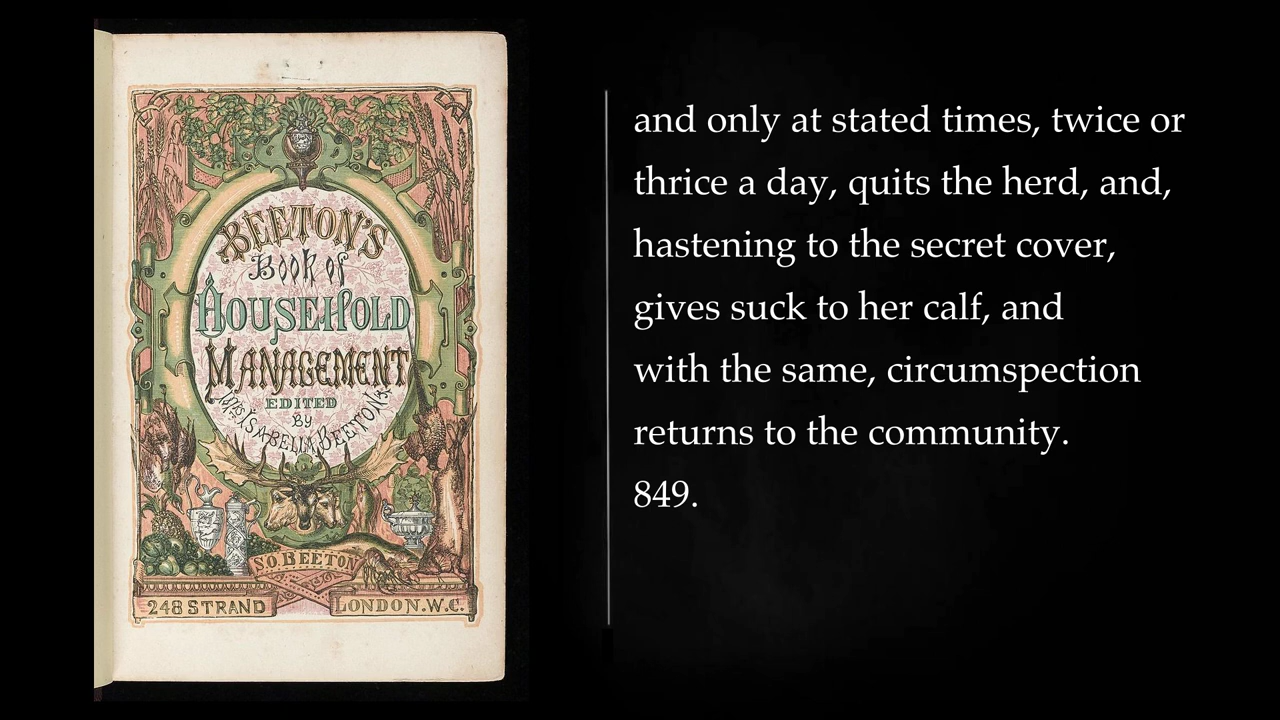 BEETON'S
Book of
HOUSEHOLD
MANAGEMENT
EDITED
BY
MRS ISABELLA BEETON
S.O. BEETON
248 STRAND
LONDON. W.C.
and only at stated times, twice or
thrice a day, quits the herd, and,
hastening to the secret cover,
gives suck to her calf, and
with the same, circumspection
returns to the community.
849.